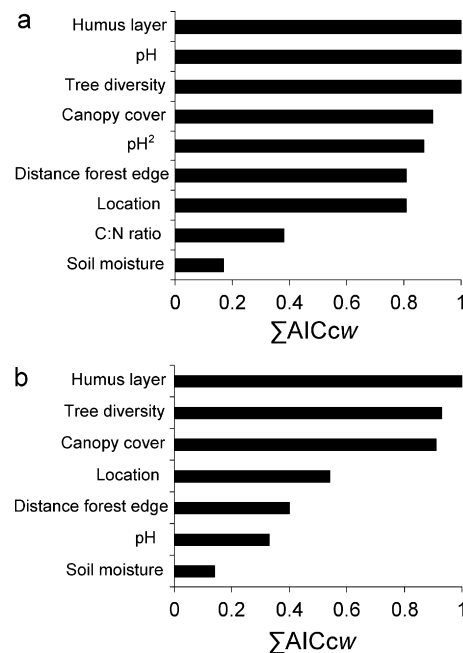 a
Humus layer
pH
Tree diversity
Canopy cover
pH²
Distance forest edge
Location
C:N ratio
Soil moisture
0 0.2 0.4 0.6 0.8 1
∑AICcw
b
Humus layer
Tree diversity
Canopy cover
Location
Distance forest edge
pH
Soil moisture
0 0.2 0.4 0.6 0.8 1
∑AICcw